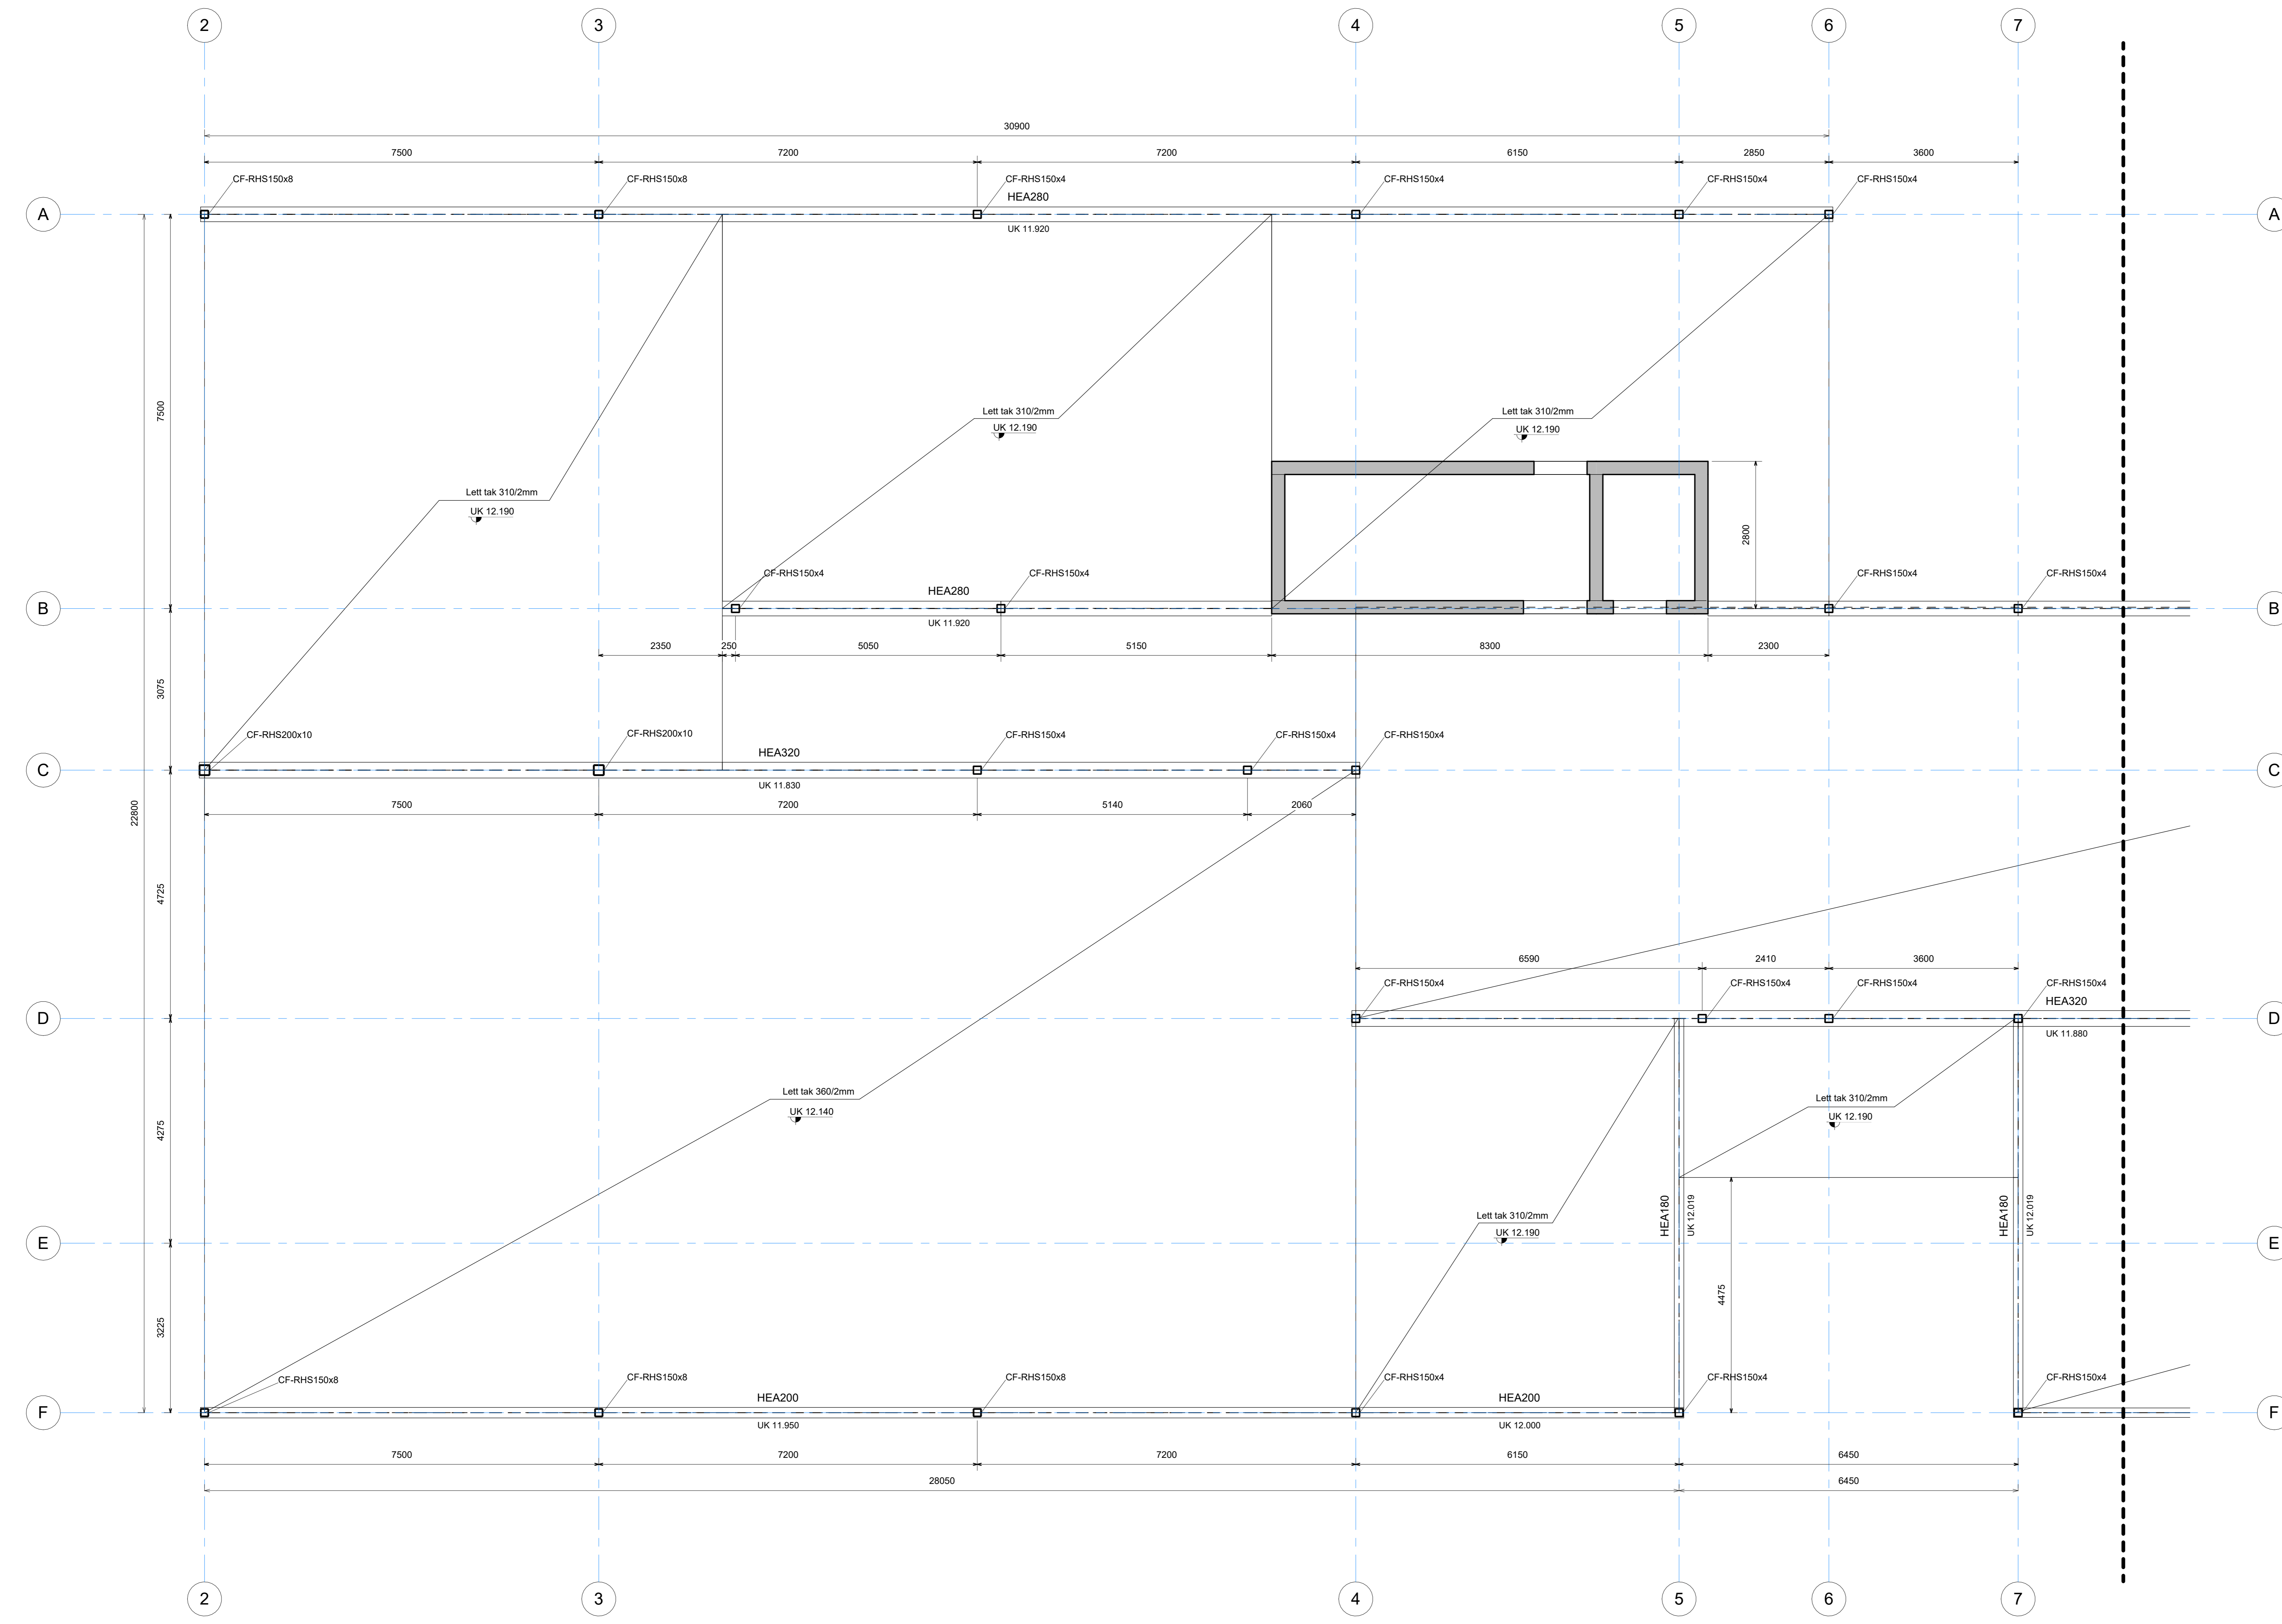 2 3 4 5 6 7
30900
7500 7200 7200 6150 2850 3600
CF-RHS150x8 CF-RHS150x8 CF-RHS150x4 CF-RHS150x4 CF-RHS150x4 CF-RHS150x4
HEA280
A A
UK 11.920
7500
Lett tak 310/2mm Lett tak 310/2mm
UK 12.190 UK 12.190
Lett tak 310/2mm
UK 12.190
2800
CF-RHS150x4 CF-RHS150x4 CF-RHS150x4 CF-RHS150x4
HEA280
B B
UK 11.920
2350 250 5050 5150 8300 2300
3075
CF-RHS200x10 CF-RHS200x10 CF-RHS150x4 CF-RHS150x4 CF-RHS150x4
HEA320
C C
UK 11.830
7500 7200 5140 2060
22800
4725
6590 2410 3600
CF-RHS150x4 CF-RHS150x4 CF-RHS150x4 CF-RHS150x4
HEA320
D D
UK 11.880
Lett tak 360/2mm
UK 12.140
Lett tak 310/2mm
UK 12.190
4275
Lett tak 310/2mm
UK 12.190
HEA180
UK 12.019
HEA180
UK 12.019
E E
4475
3225
CF-RHS150x8 CF-RHS150x8 CF-RHS150x8 CF-RHS150x4 CF-RHS150x4 CF-RHS150x4
HEA200 HEA200
F F
UK 11.950 UK 12.000
7500 7200 7200 6150 6450
28050 6450
2 3 4 5 6 7